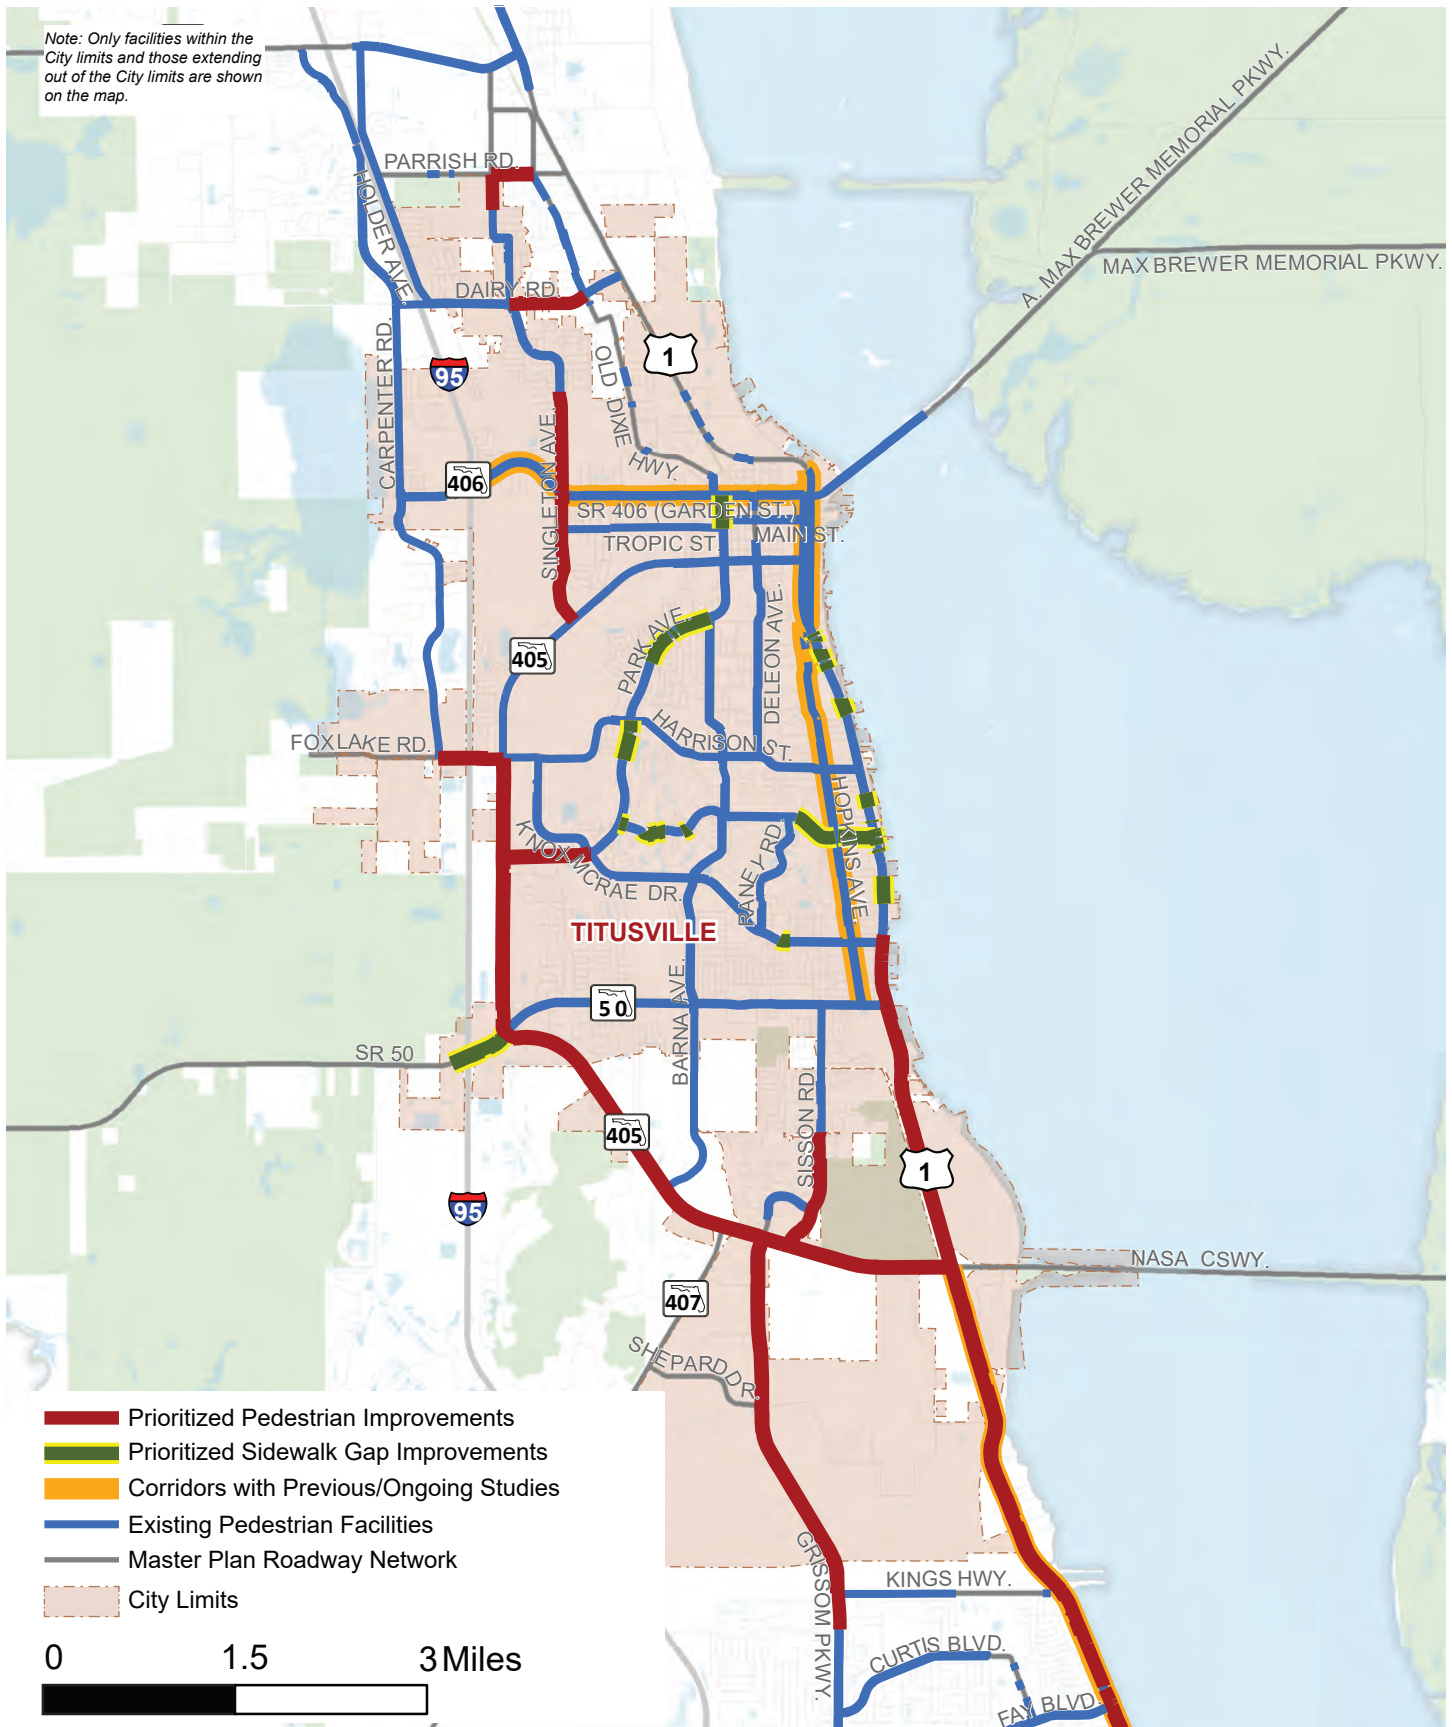 Note: Only facilities within the
City limits and those extending
out of the City limits are shown
on the map.
A. MAX BREWER MEMORIAL PKWY.
MAX BREWER MEMORIAL PKWY.
PARRISH RD.
HOLDER AVE.
DAIRY RD.
CARPENTER RD.
95
1
OLD DIXIE
HWY.
SINGLETON AVE.
406
SR 406 (GARDEN ST.)
MAIN ST.
TROPIC ST.
405
PARK AVE.
DELEON AVE.
HARRISON ST.
FOX LAKE RD.
HOPKINS AVE.
KNOX MCRAE DR.
RANEY RD.
TITUSVILLE
BARNA AVE.
50
SR 50
SISSON RD.
405
1
95
NASA CSWY.
407
SHEPARD DR.
GRISSOM PKWY.
KINGS HWY.
CURTIS BLVD.
FAY BLVD.
Prioritized Pedestrian Improvements
Prioritized Sidewalk Gap Improvements
Corridors with Previous/Ongoing Studies
Existing Pedestrian Facilities
Master Plan Roadway Network
City Limits
0 1.5 3 Miles